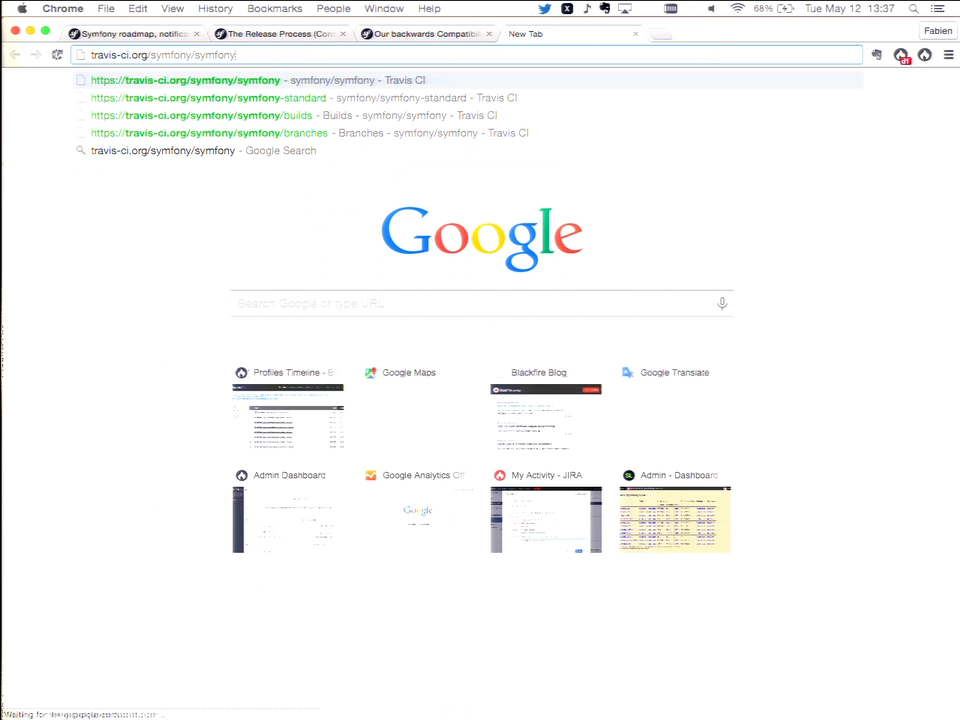 Chrome File Edit View History Bookmarks People Window Help 68% Tue May 12 13:37
Symfony roadmap, notifica The Release Process (Con Our backwards Compatibil New Tab Fabien
travis-ci.org/symfony/symfony
https://travis-ci.org/symfony/symfony - symfony/symfony - Travis CI
https://travis-ci.org/symfony/symfony-standard - symfony/symfony-standard - Travis CI
https://travis-ci.org/symfony/symfony/builds - Builds - symfony/symfony - Travis CI
https://travis-ci.org/symfony/symfony/branches - Branches - symfony/symfony - Travis CI
travis-ci.org/symfony/symfony - Google Search
Google
Search Google or type URL
Profiles Timeline - Google Maps Blackfire Blog Google Translate
Admin Dashboard Google Analytics Off My Activity - JIRA Admin - Dashboard
Google
Waiting for